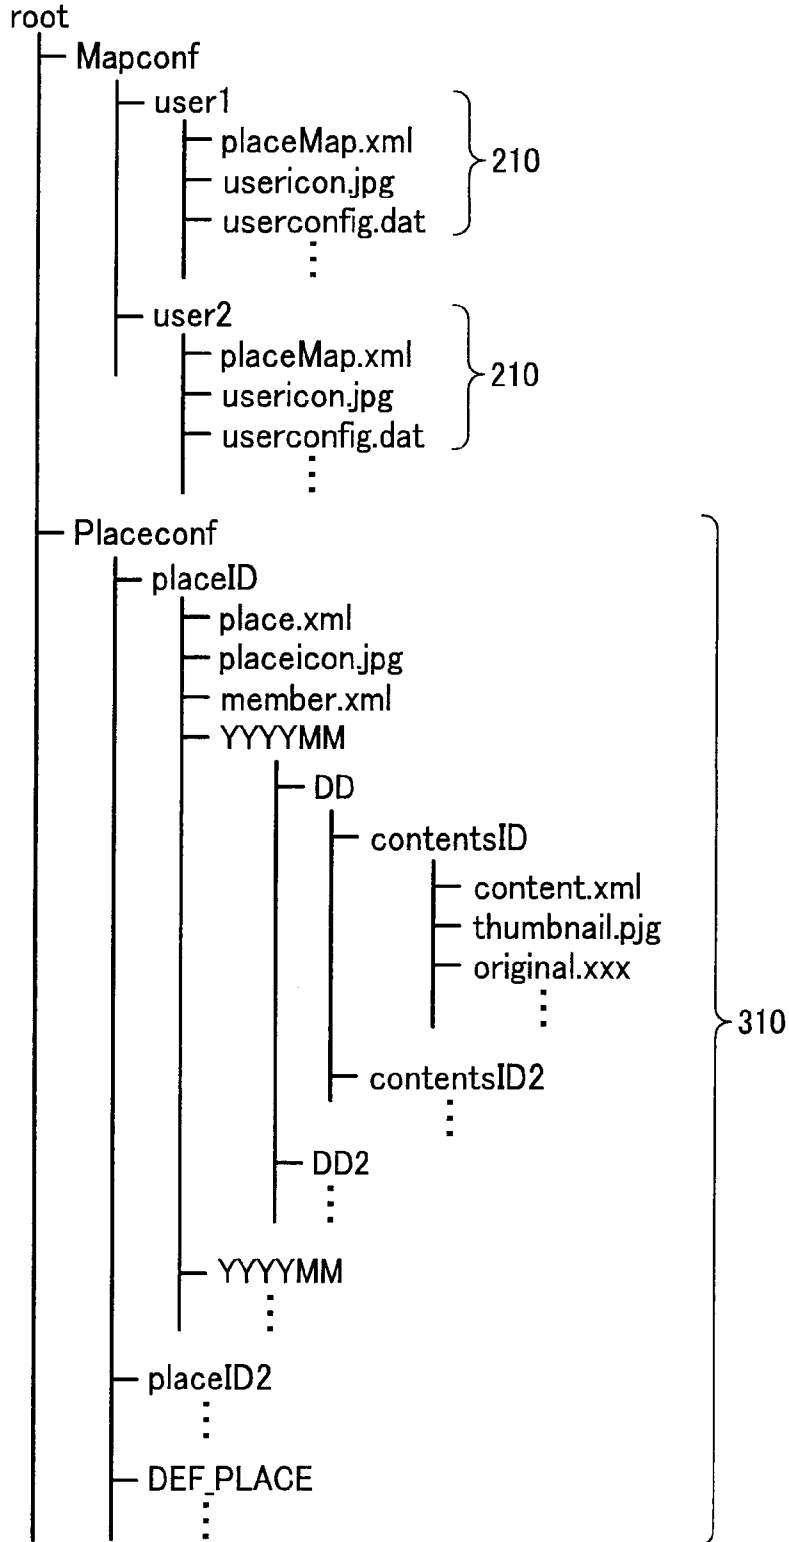 root
Mapconf
user1
placeMap.xml
usericon.jpg
userconfig.dat
210
user2
placeMap.xml
usericon.jpg
userconfig.dat
210
Placeconf
placeID
place.xml
placeicon.jpg
member.xml
YYYYMM
DD
contentsID
content.xml
thumbnail.pjg
original.xxx
310
contentsID2
DD2
YYYYMM
placeID2
DEF_PLACE